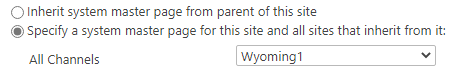 Inherit system master page from parent of this site
Specify a system master page for this site and all sites that inherit from it:
All Channels Wyoming1